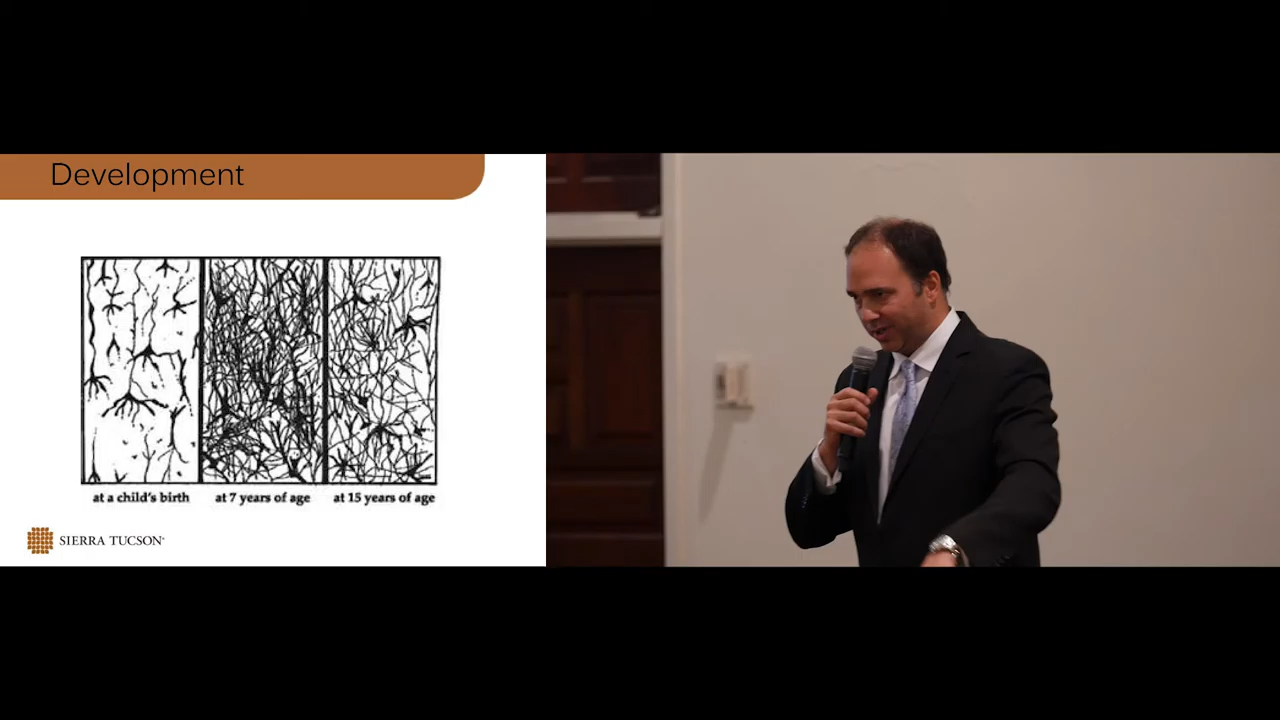 Development
at a child's birth
at 7 years of age
at 15 years of age
SIERRA TUCSON